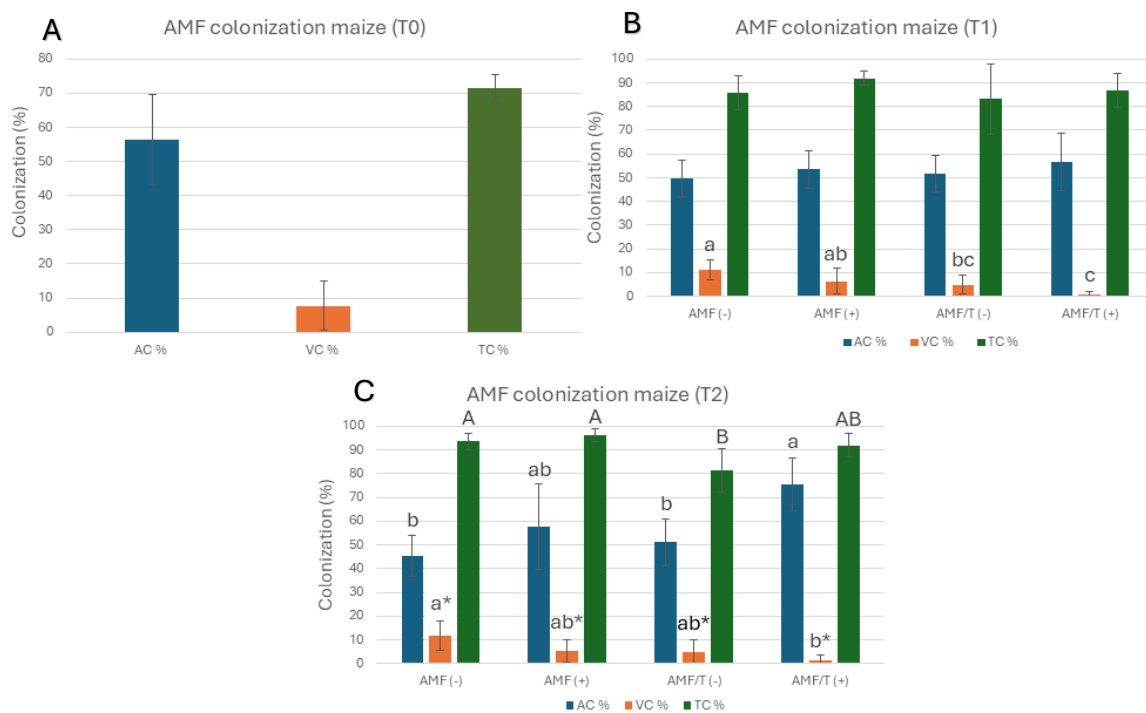 A
AMF colonization maize (T0)
Colonization (%)
80
70
60
50
40
30
20
10
0
AC %
VC %
TC %
B
AMF colonization maize (T1)
Colonization (%)
100
90
80
70
60
50
40
30
20
10
0
a
ab
bc
c
AMF (-)
AMF (+)
AMF/T (-)
AMF/T (+)
AC %
VC %
TC %
C
AMF colonization maize (T2)
Colonization (%)
100
90
80
70
60
50
40
30
20
10
0
b
a*
A
ab
ab*
A
b
ab*
B
a
b*
AB
AMF (-)
AMF (+)
AMF/T (-)
AMF/T (+)
AC %
VC %
TC %